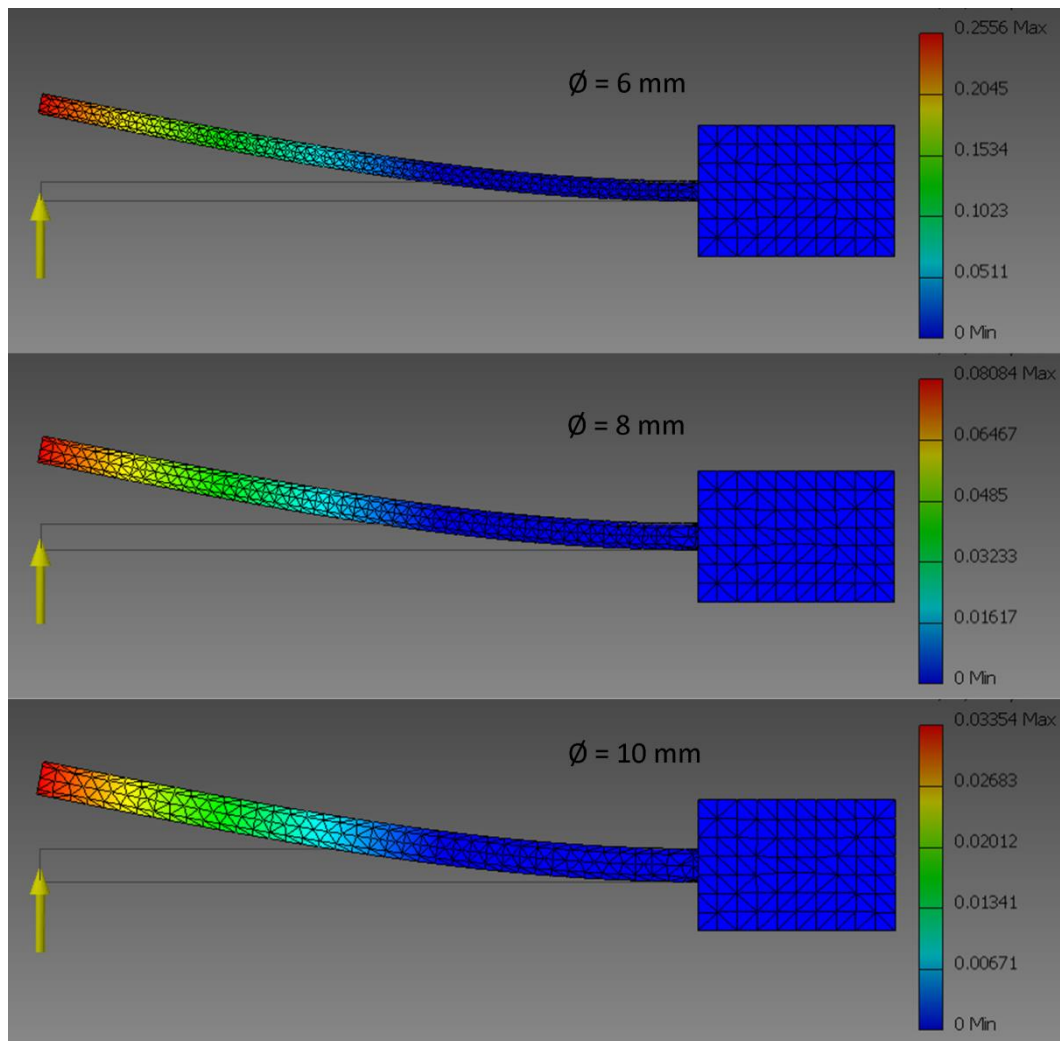 0.2556 Max
Ø = 6 mm
0.2045
0.1534
0.1023
0.0511
0 Min
0.08084 Max
Ø = 8 mm
0.06467
0.0485
0.03233
0.01617
0 Min
0.03354 Max
Ø = 10 mm
0.02683
0.02012
0.01341
0.00671
0 Min